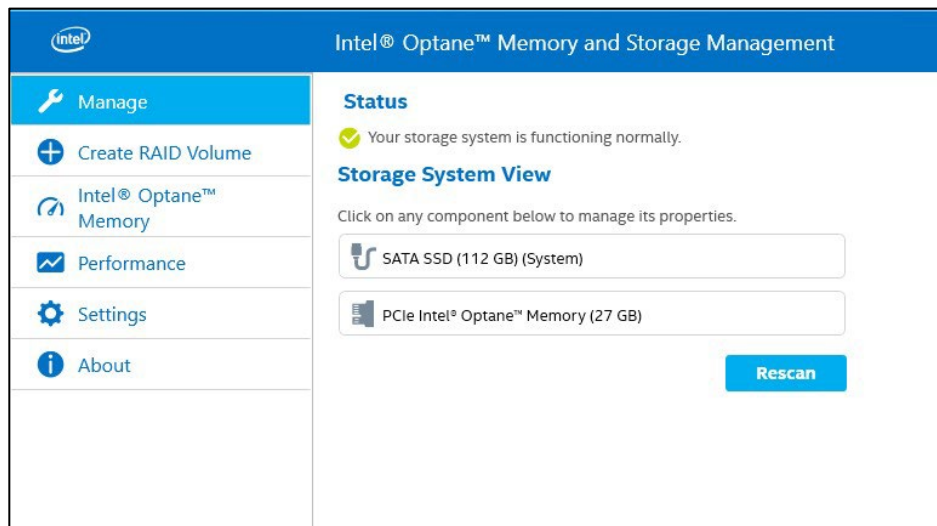 intel
Intel® Optane™ Memory and Storage Management
Manage
Create RAID Volume
Intel® Optane™
Memory
Performance
Settings
About
Status
Your storage system is functioning normally.
Storage System View
Click on any component below to manage its properties.
SATA SSD (112 GB) (System)
PCIe Intel® Optane™ Memory (27 GB)
Rescan